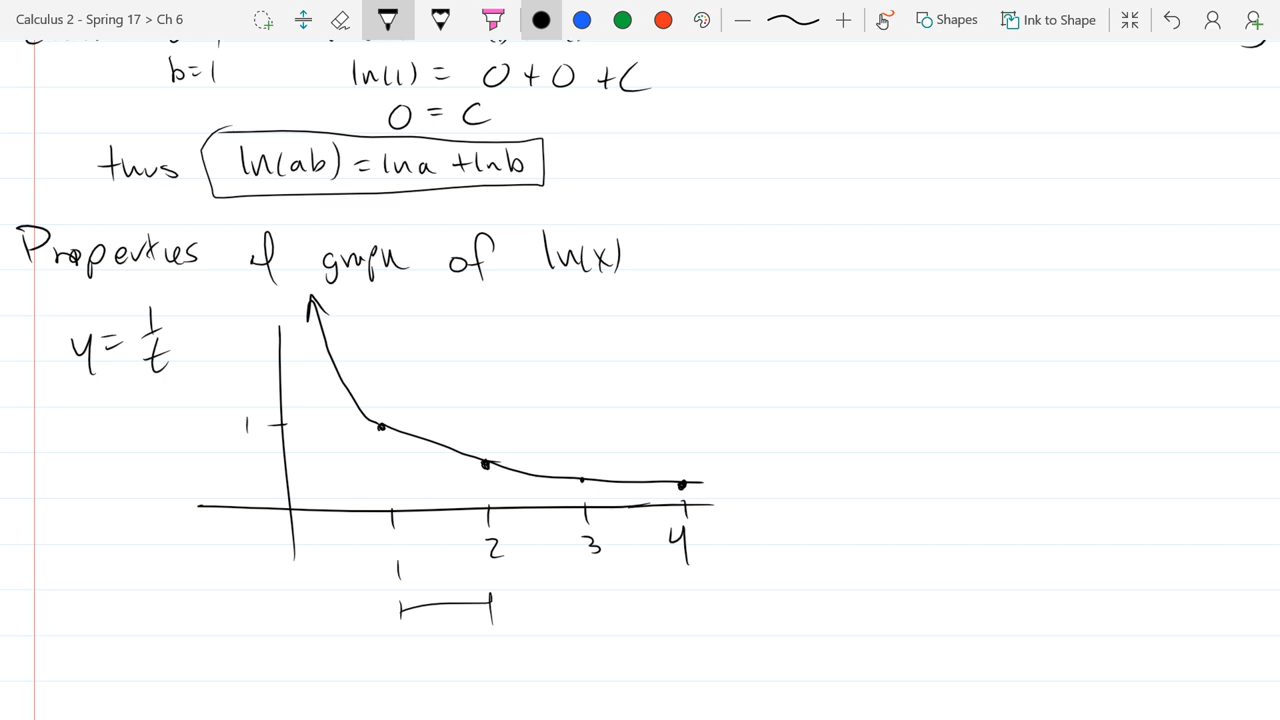 Calculus 2 - Spring 17 > Ch 6
Shapes
Ink to Shape
b=1 ln(1) = 0 + 0 + C
0 = C
thus ln(ab) = ln a + ln b
Properties of graph of ln(x)
y = 1/t
1
1 2 3 4